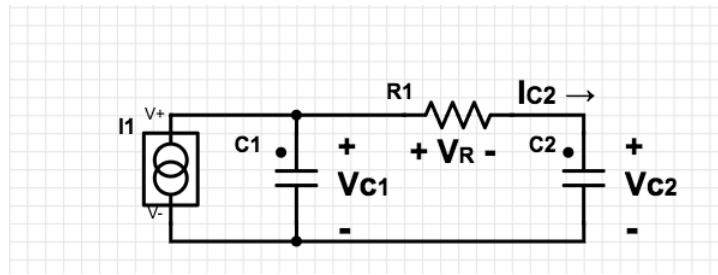 R1
IC2 →
V+
I1
C1
+
+ VR -
C2
+
VC1
VC2
V-
-
-